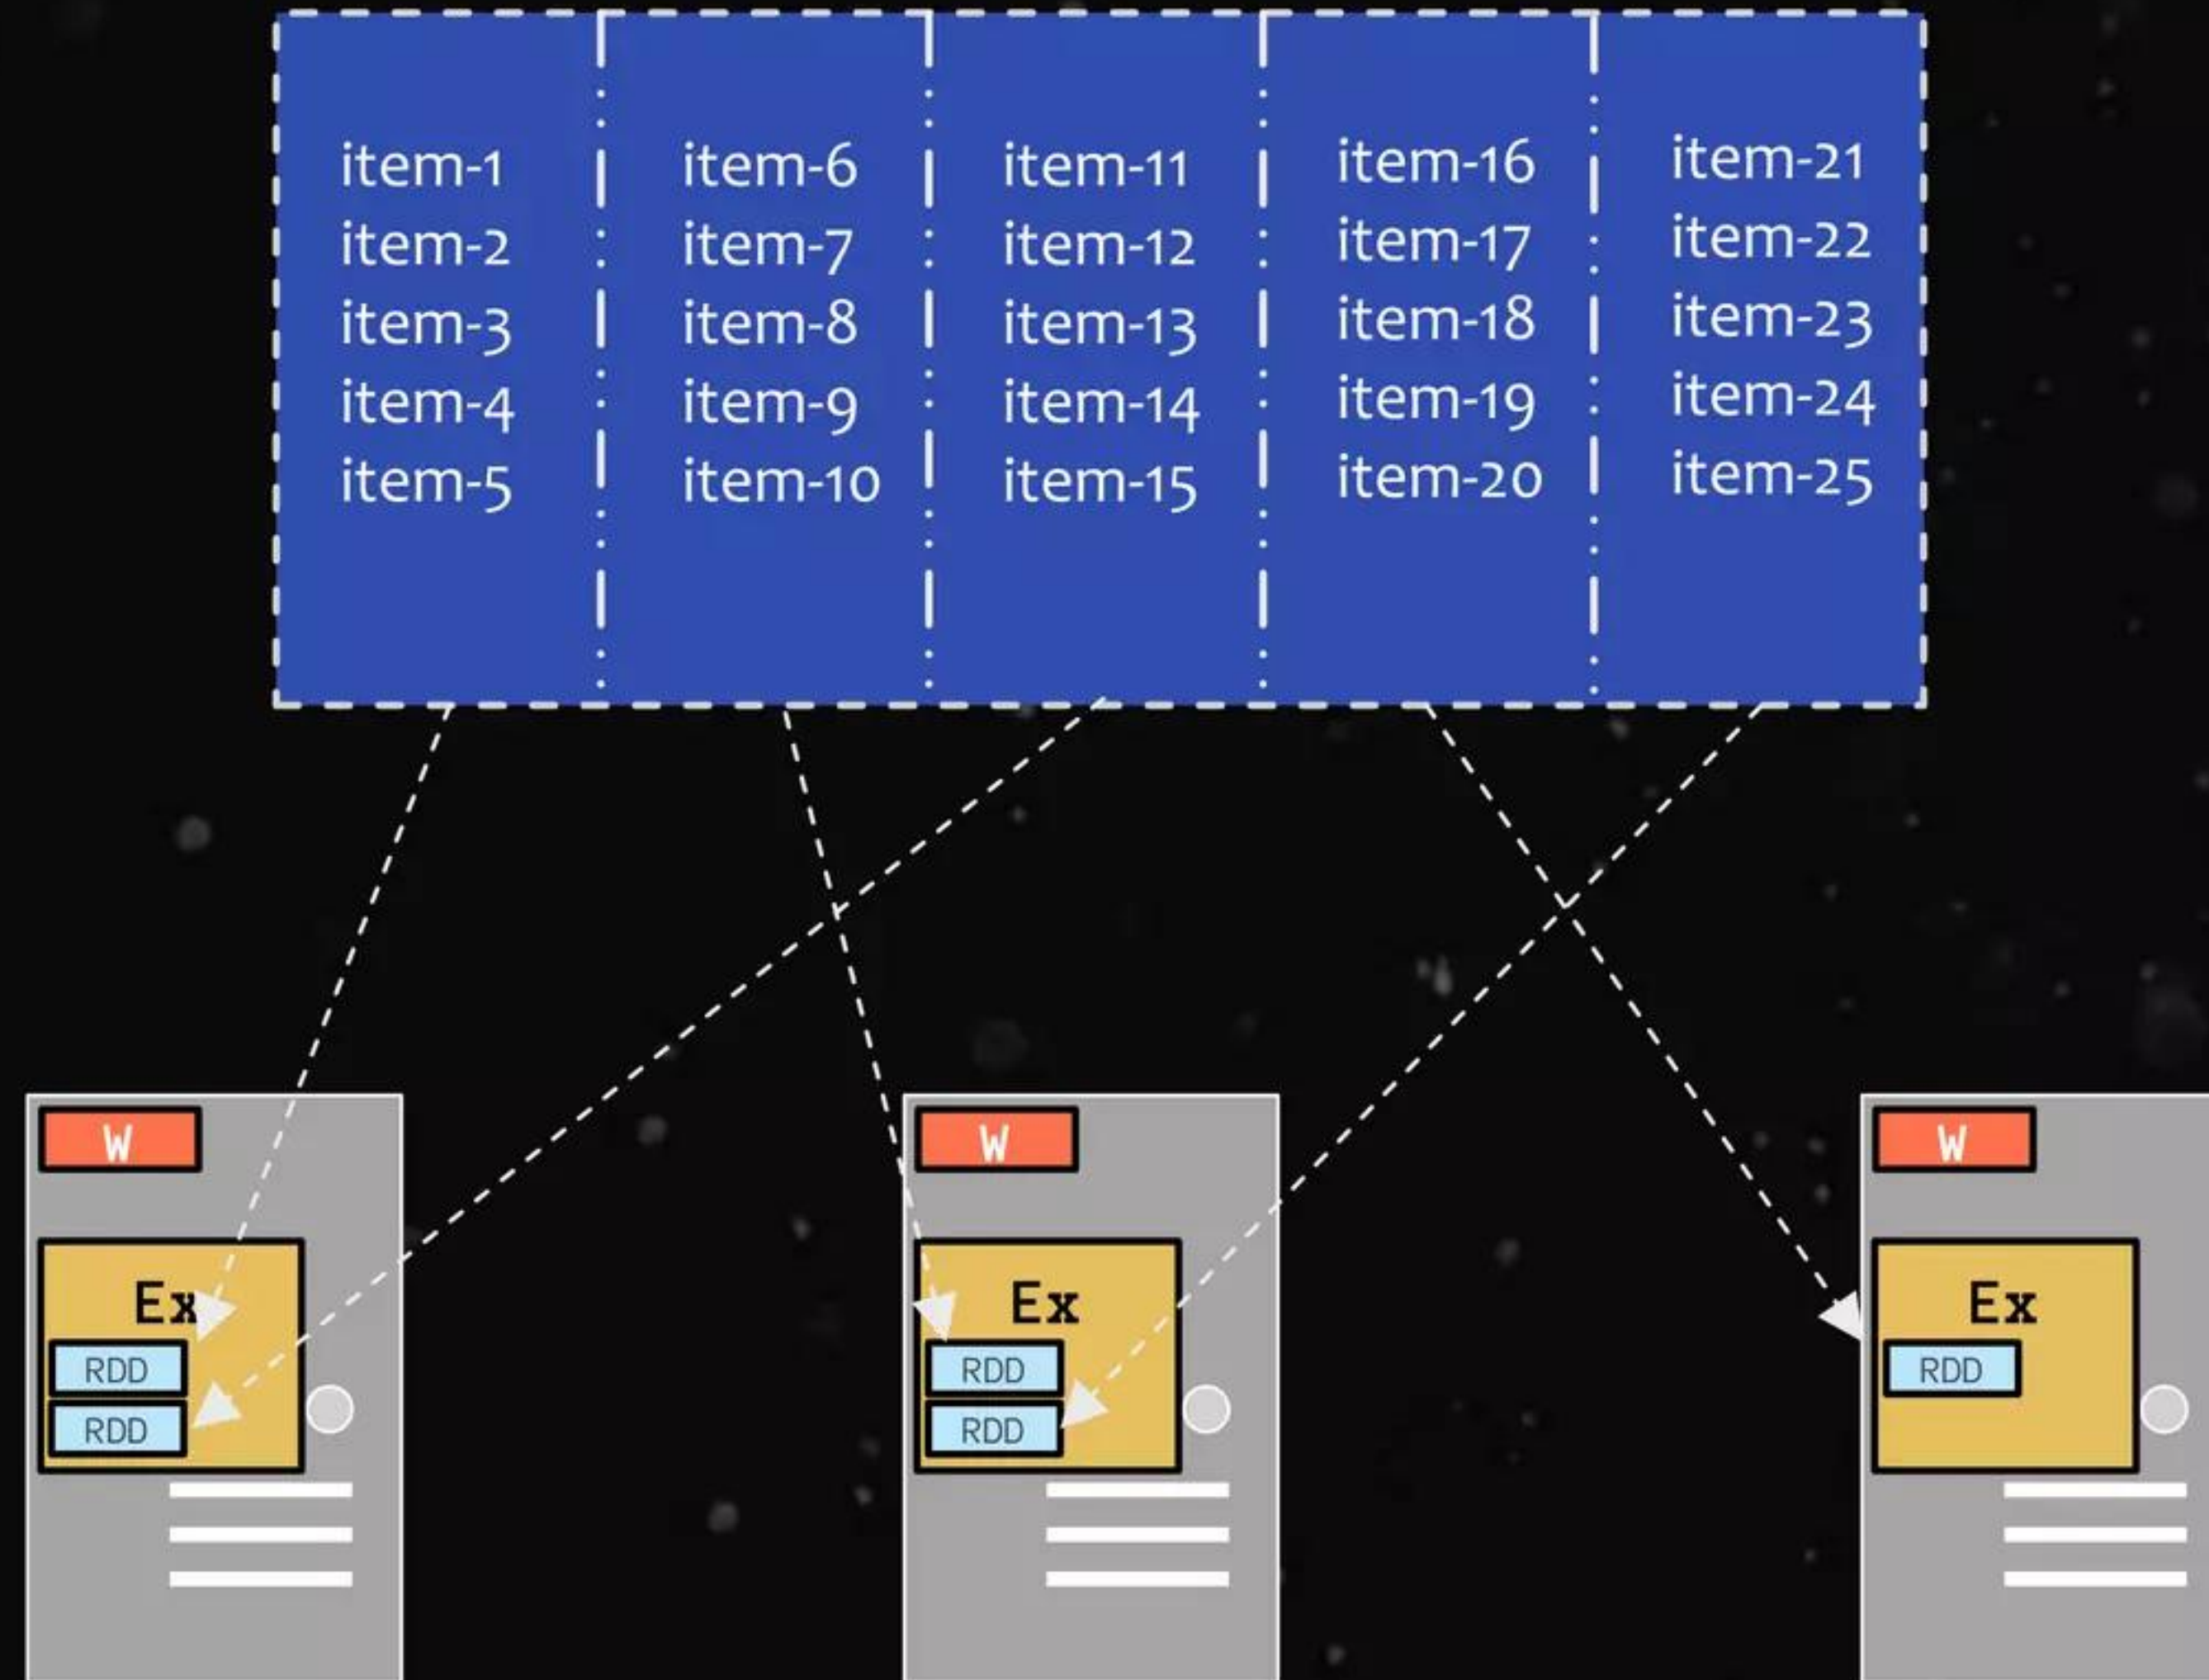 item-1
item-2
item-3
item-4
item-5
item-6
item-7
item-8
item-9
item-10
item-11
item-12
item-13
item-14
item-15
item-16
item-17
item-18
item-19
item-20
item-21
item-22
item-23
item-24
item-25
W
Ex
RDD
RDD
W
Ex
RDD
RDD
W
Ex
RDD